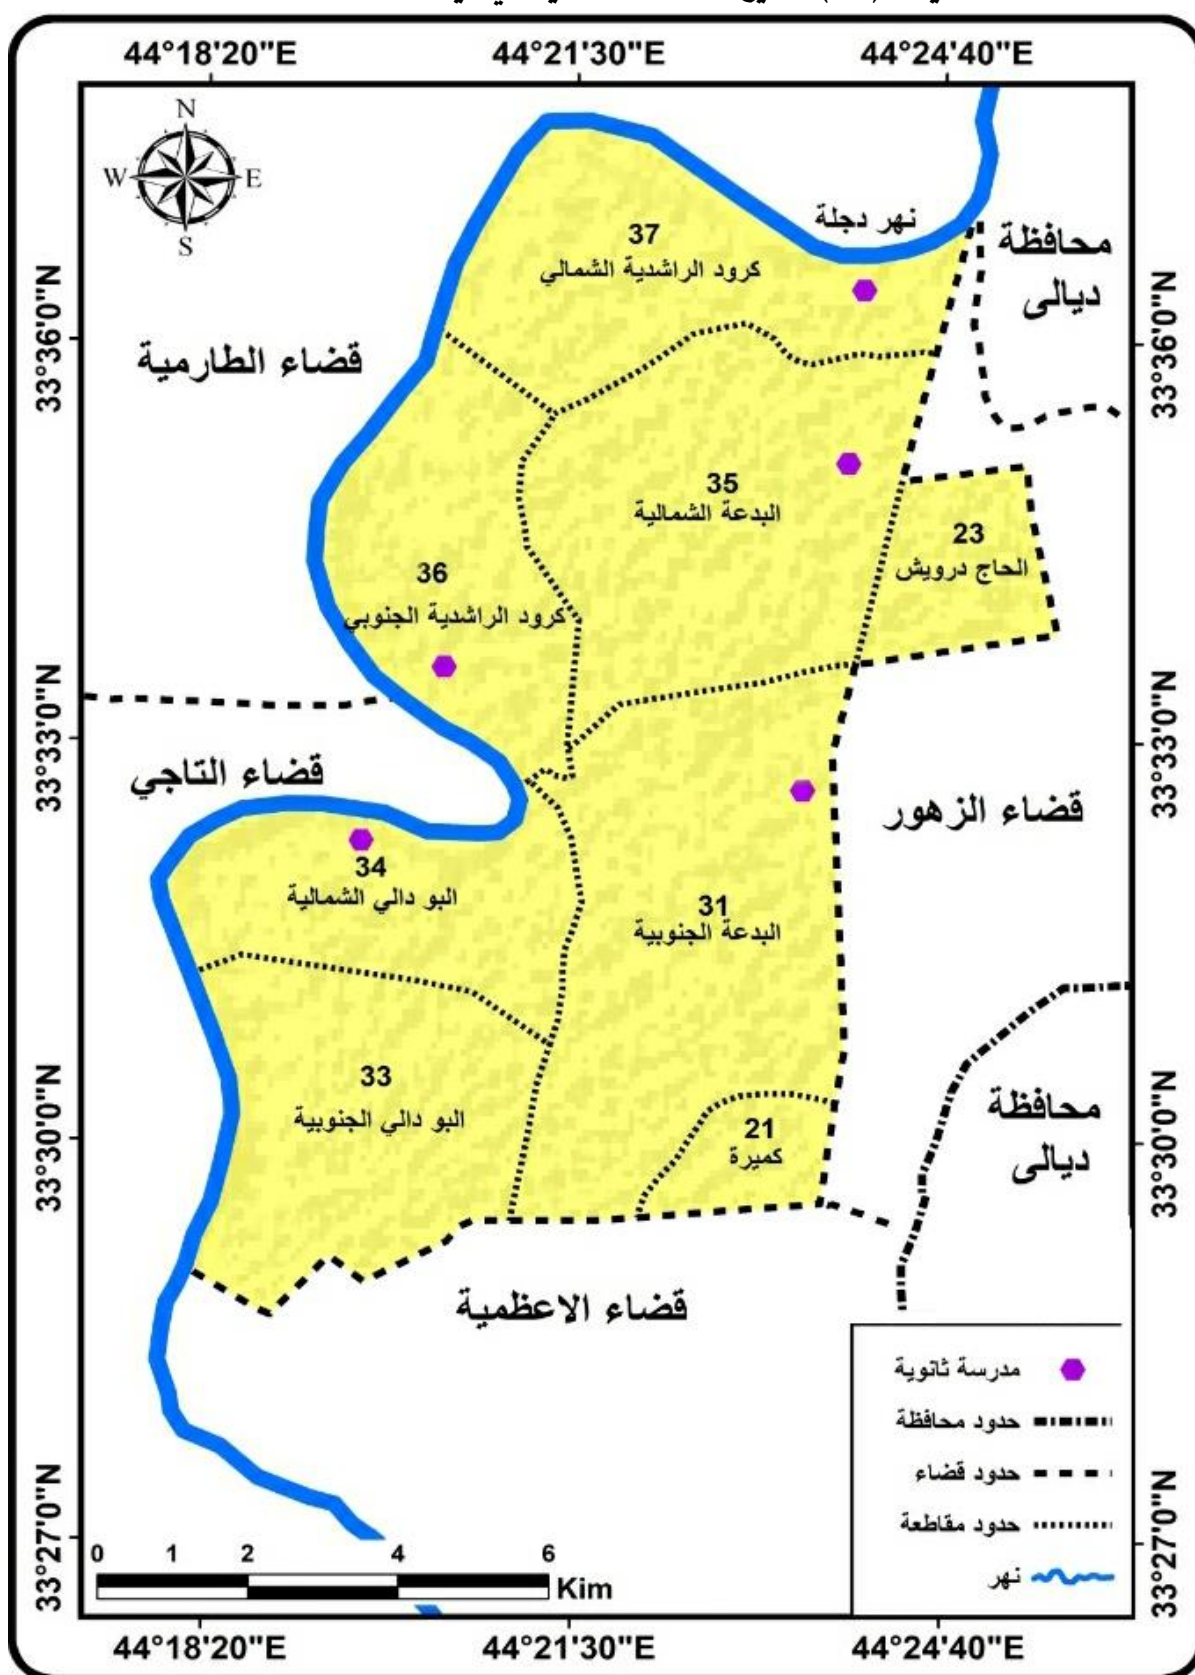 44°18'20"E
44°21'30"E
44°24'40"E
N
W
E
S
نهر دجلة
37
كرود الراشدية الشمالي
محافظة
ديالى
33°36'0"N
33°36'0"N
قضاء الطارمية
35
البدعة الشمالية
23
الحاج درويش
36
كرود الراشدية الجنوبي
33°33'0"N
33°33'0"N
قضاء التاجي
قضاء الزهور
34
البو دالي الشمالية
31
البدعة الجنوبية
33
البو دالي الجنوبية
21
كميرة
33°30'0"N
33°30'0"N
محافظة
ديالى
قضاء الاعظمية
مدرسة ثانوية
حدود محافظة
حدود قضاء
حدود مقاطعة
نهر
33°27'0"N
33°27'0"N
0 1 2 4 6
Kim
44°18'20"E
44°21'30"E
44°24'40"E